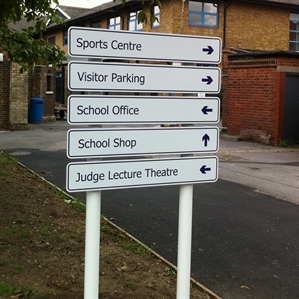 Sports Centre →
Visitor Parking →
School Office ←
School Shop ↑
Judge Lecture Theatre ←